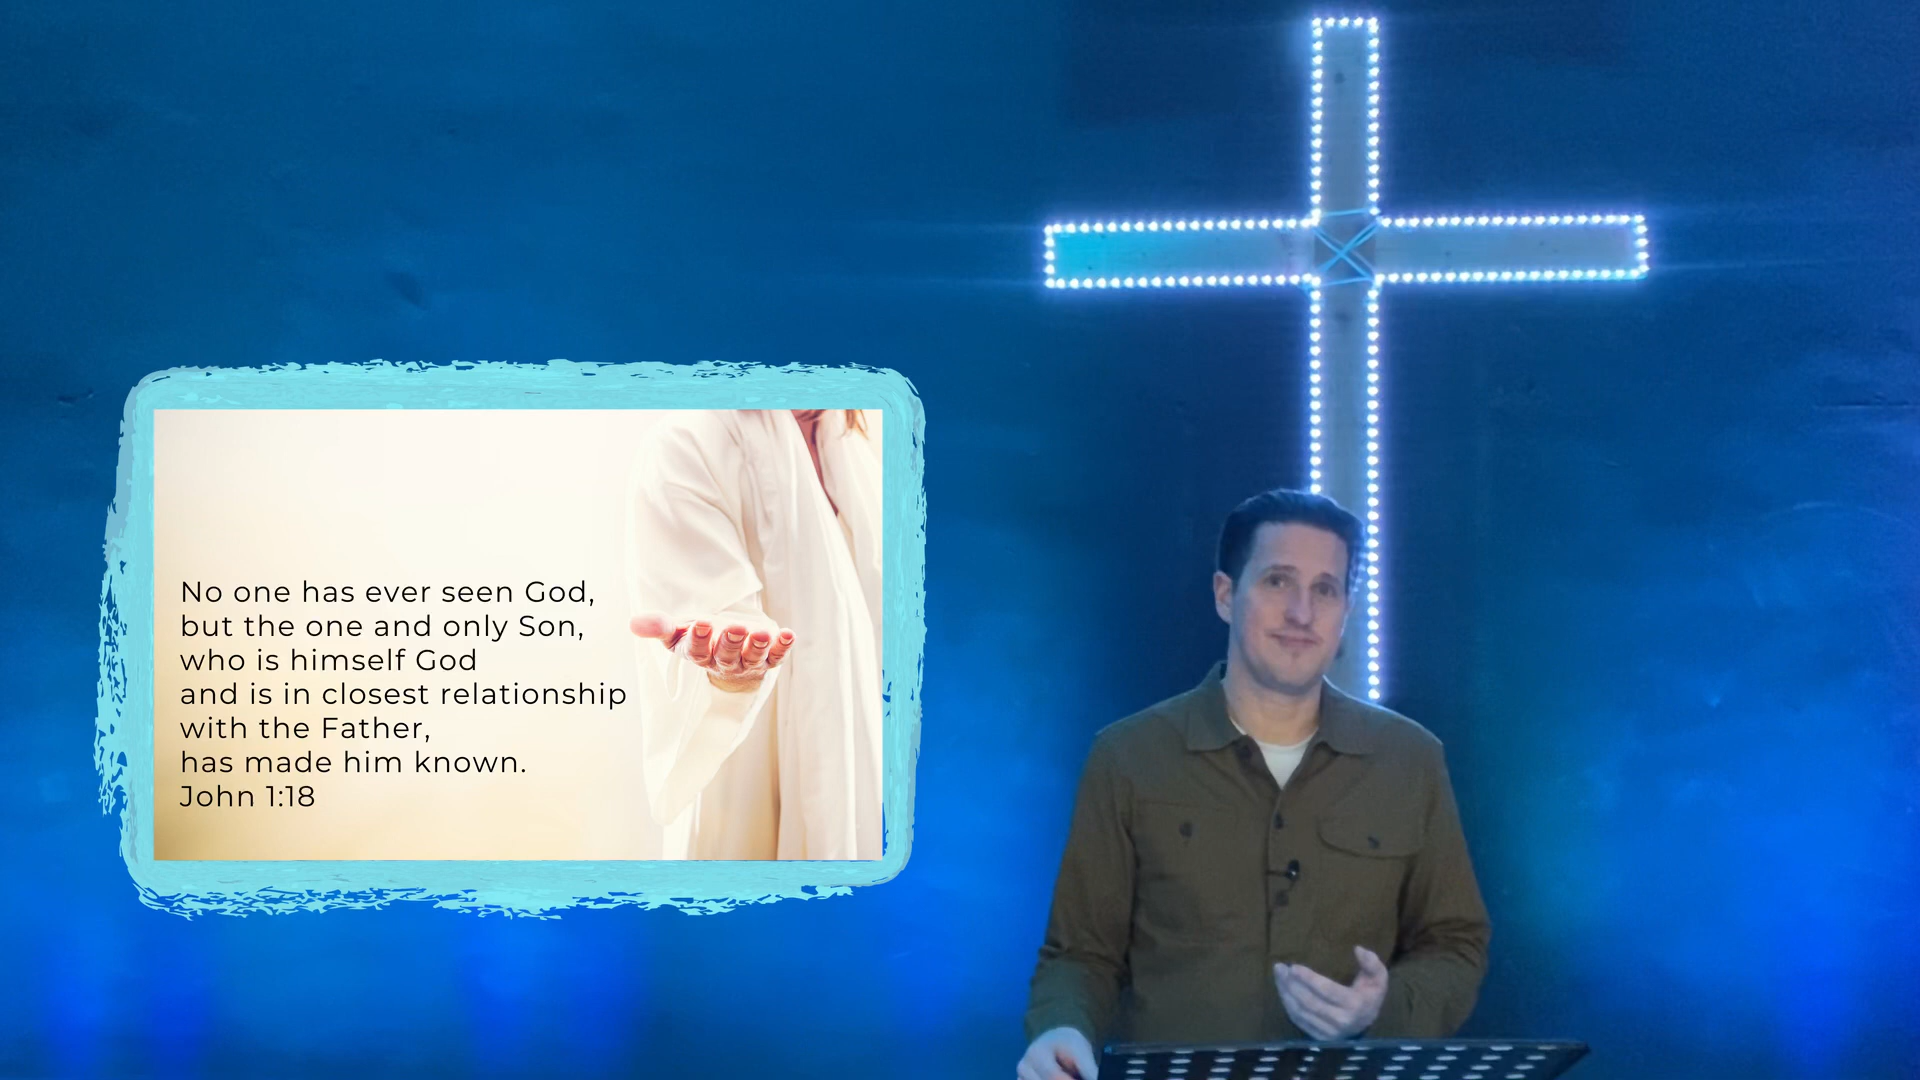 No one has ever seen God,
but the one and only Son,
who is himself God
and is in closest relationship
with the Father,
has made him known.
John 1:18